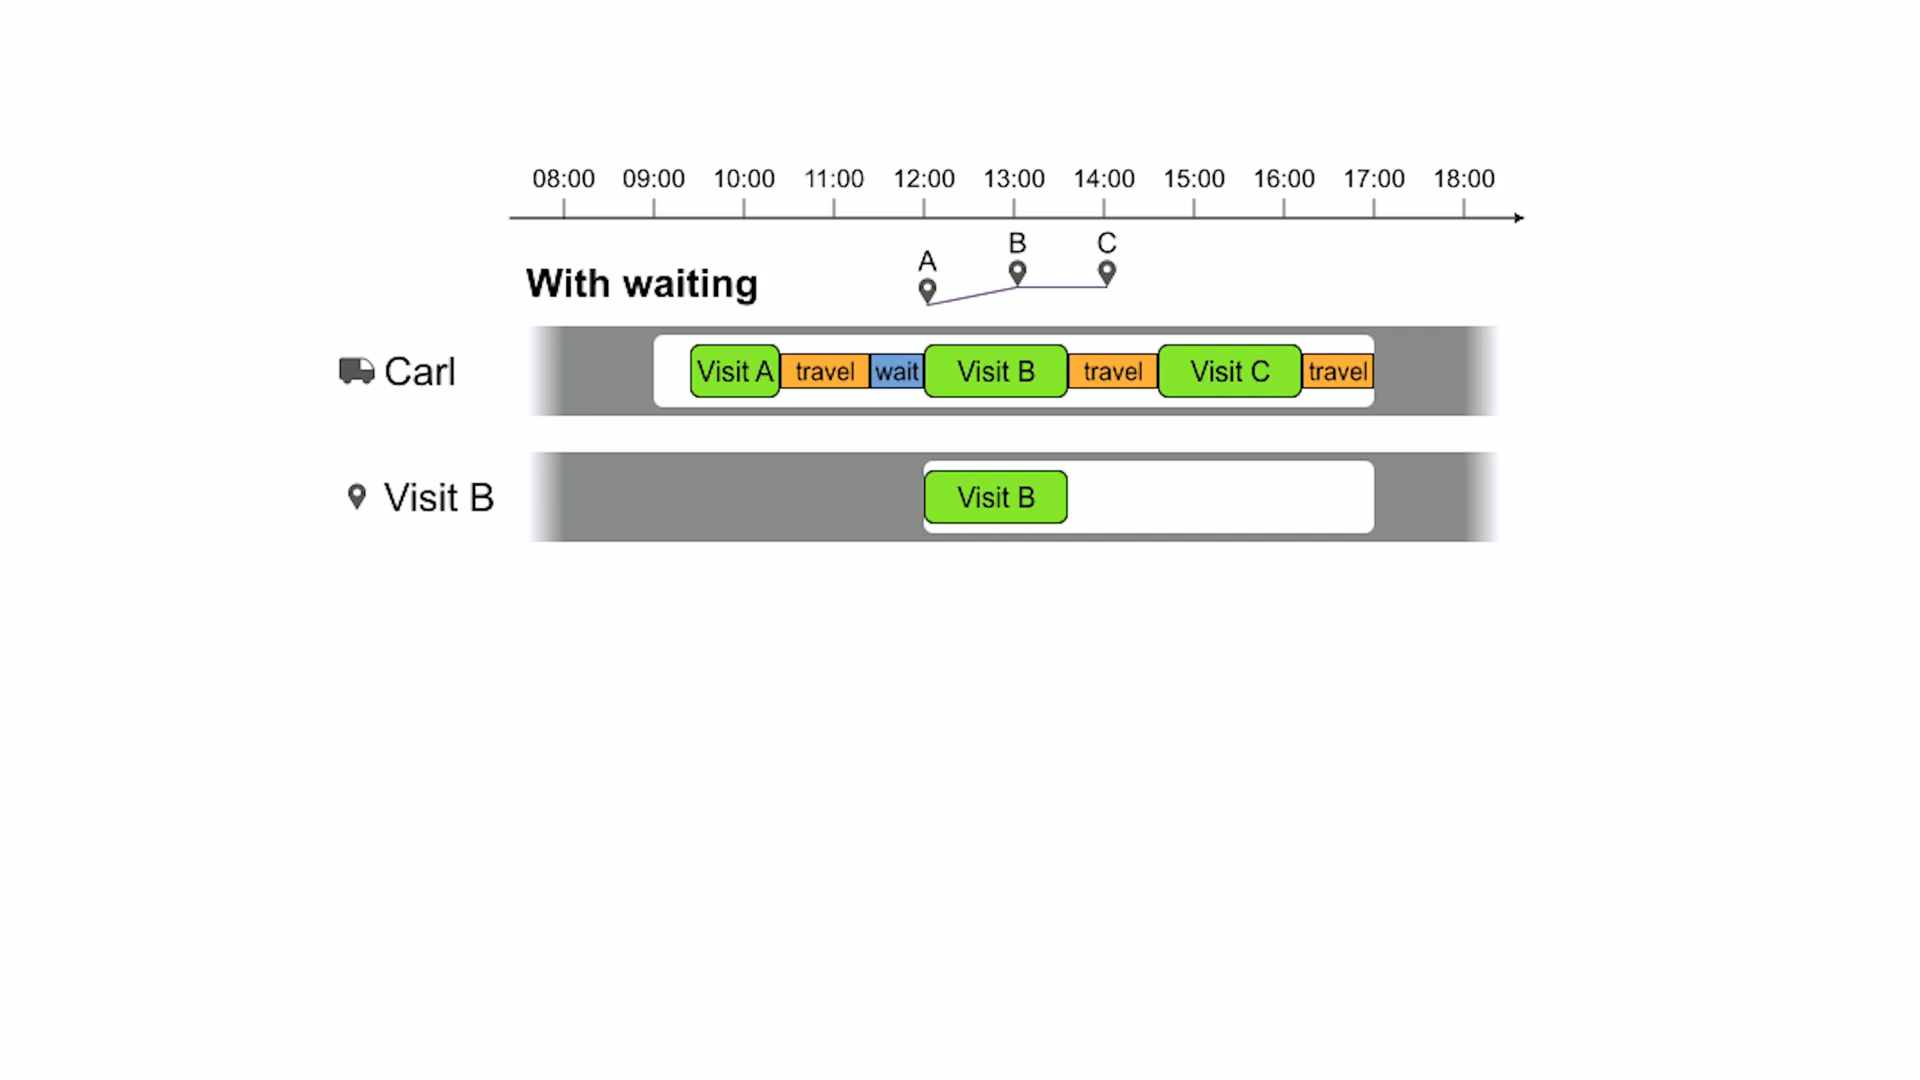 08:00 09:00 10:00 11:00 12:00 13:00 14:00 15:00 16:00 17:00 18:00
With waiting
A B C
Carl
Visit A travel wait Visit B travel Visit C travel
Visit B
Visit B